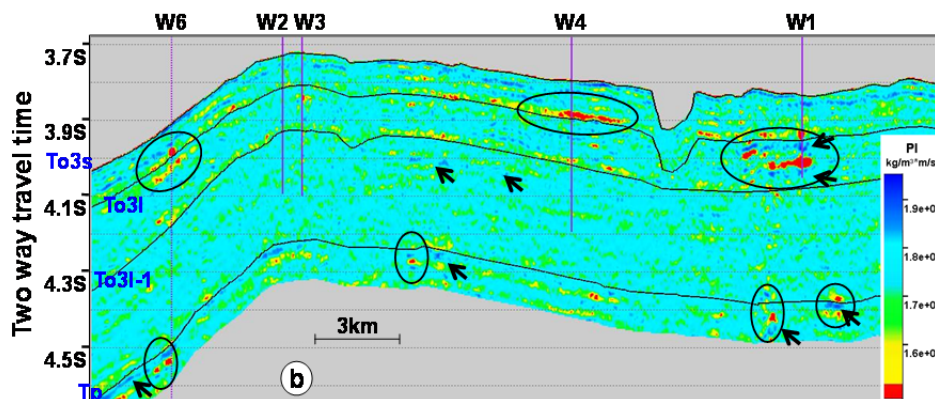 W6 W2 W3 W4 W1
3.7S
3.9S
To3s
4.1S
To3l
To3l-1
4.3S
4.5S
Tp
Two way travel time
3km
b
PI
kg/m³*m/s
1.9e+0
1.8e+0
1.7e+0
1.6e+0